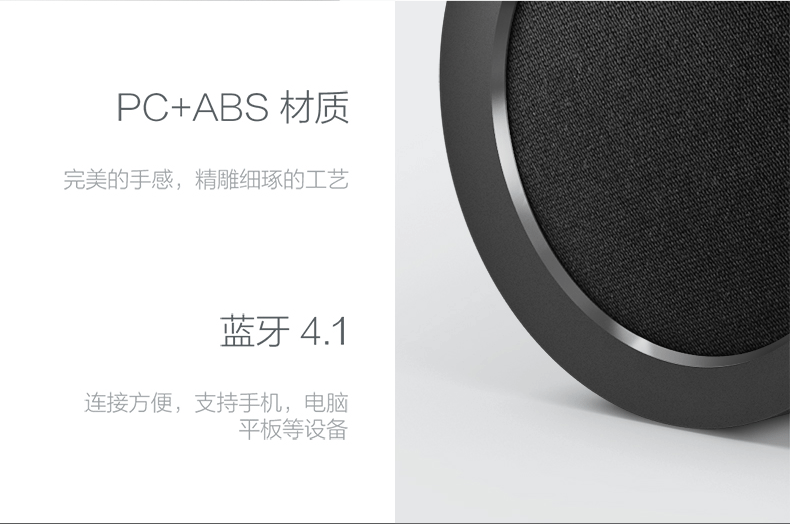 PC+ABS 材质
完美的手感，精雕细琢的工艺
蓝牙 4.1
连接方便，支持手机，电脑
平板等设备